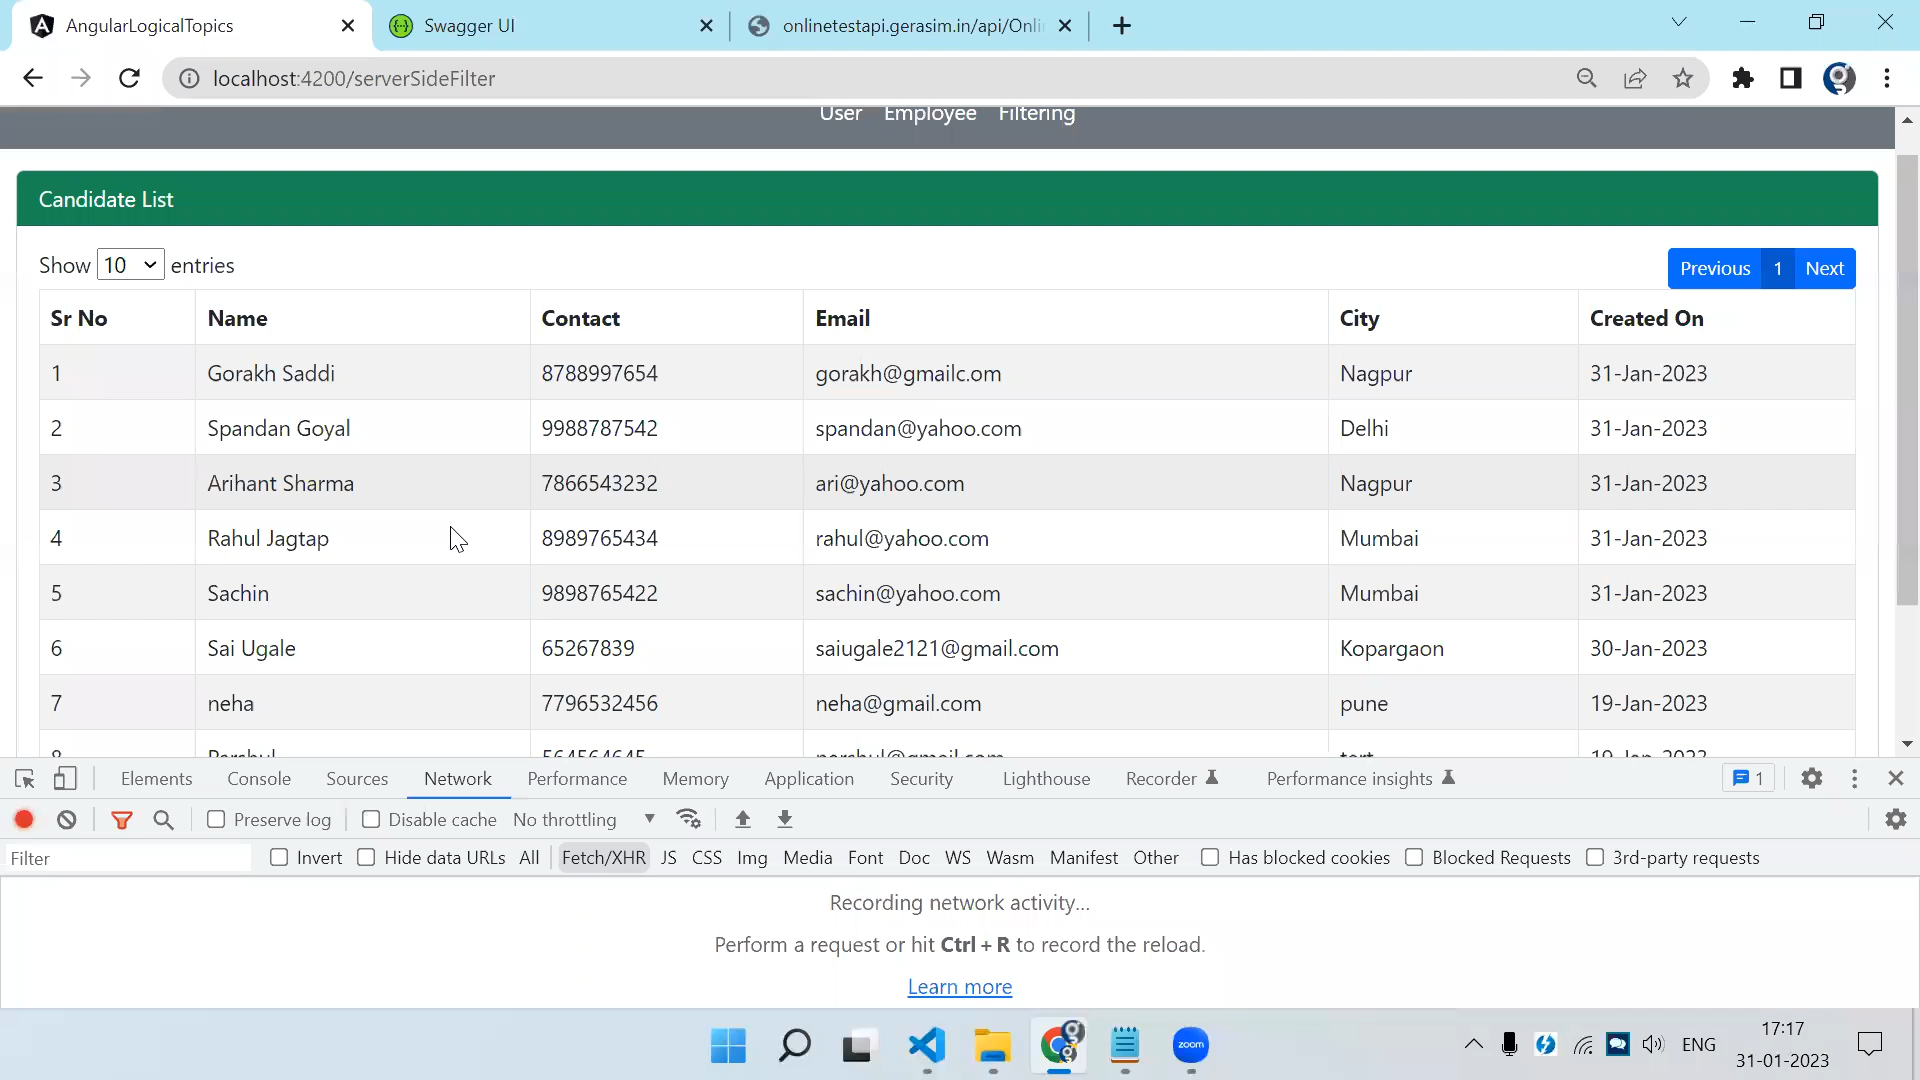 AngularLogicalTopics
Swagger UI
onlinetestapi.gerasim.in/api/Onli
localhost:4200/serverSideFilter
User Employee Filtering
Candidate List
Show 10 entries
Previous 1 Next
Sr No Name Contact Email City Created On
1 Gorakh Saddi 8788997654 gorakh@gmailc.om Nagpur 31-Jan-2023
2 Spandan Goyal 9988787542 spandan@yahoo.com Delhi 31-Jan-2023
3 Arihant Sharma 7866543232 ari@yahoo.com Nagpur 31-Jan-2023
4 Rahul Jagtap 8989765434 rahul@yahoo.com Mumbai 31-Jan-2023
5 Sachin 9898765422 sachin@yahoo.com Mumbai 31-Jan-2023
6 Sai Ugale 65267839 saiugale2121@gmail.com Kopargaon 30-Jan-2023
7 neha 7796532456 neha@gmail.com pune 19-Jan-2023
Elements Console Sources Network Performance Memory Application Security Lighthouse Recorder Performance insights 1
Preserve log Disable cache No throttling
Filter Invert Hide data URLs All Fetch/XHR JS CSS Img Media Font Doc WS Wasm Manifest Other Has blocked cookies Blocked Requests 3rd-party requests
Recording network activity...
Perform a request or hit Ctrl + R to record the reload.
Learn more
zoom
ENG
17:17
31-01-2023